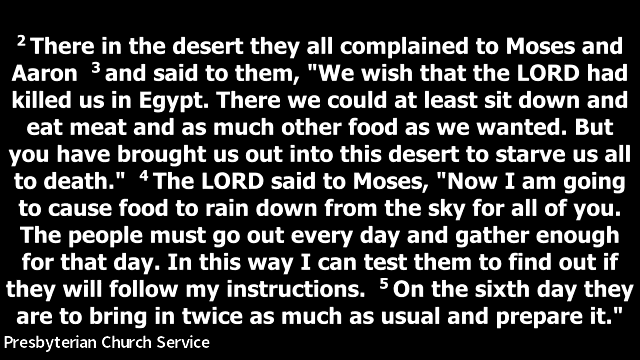 2 There in the desert they all complained to Moses and
Aaron 3 and said to them, "We wish that the LORD had
killed us in Egypt. There we could at least sit down and
eat meat and as much other food as we wanted. But
you have brought us out into this desert to starve us all
to death." 4 The LORD said to Moses, "Now I am going
to cause food to rain down from the sky for all of you.
The people must go out every day and gather enough
for that day. In this way I can test them to find out if
they will follow my instructions. 5 On the sixth day they
are to bring in twice as much as usual and prepare it."
Presbyterian Church Service